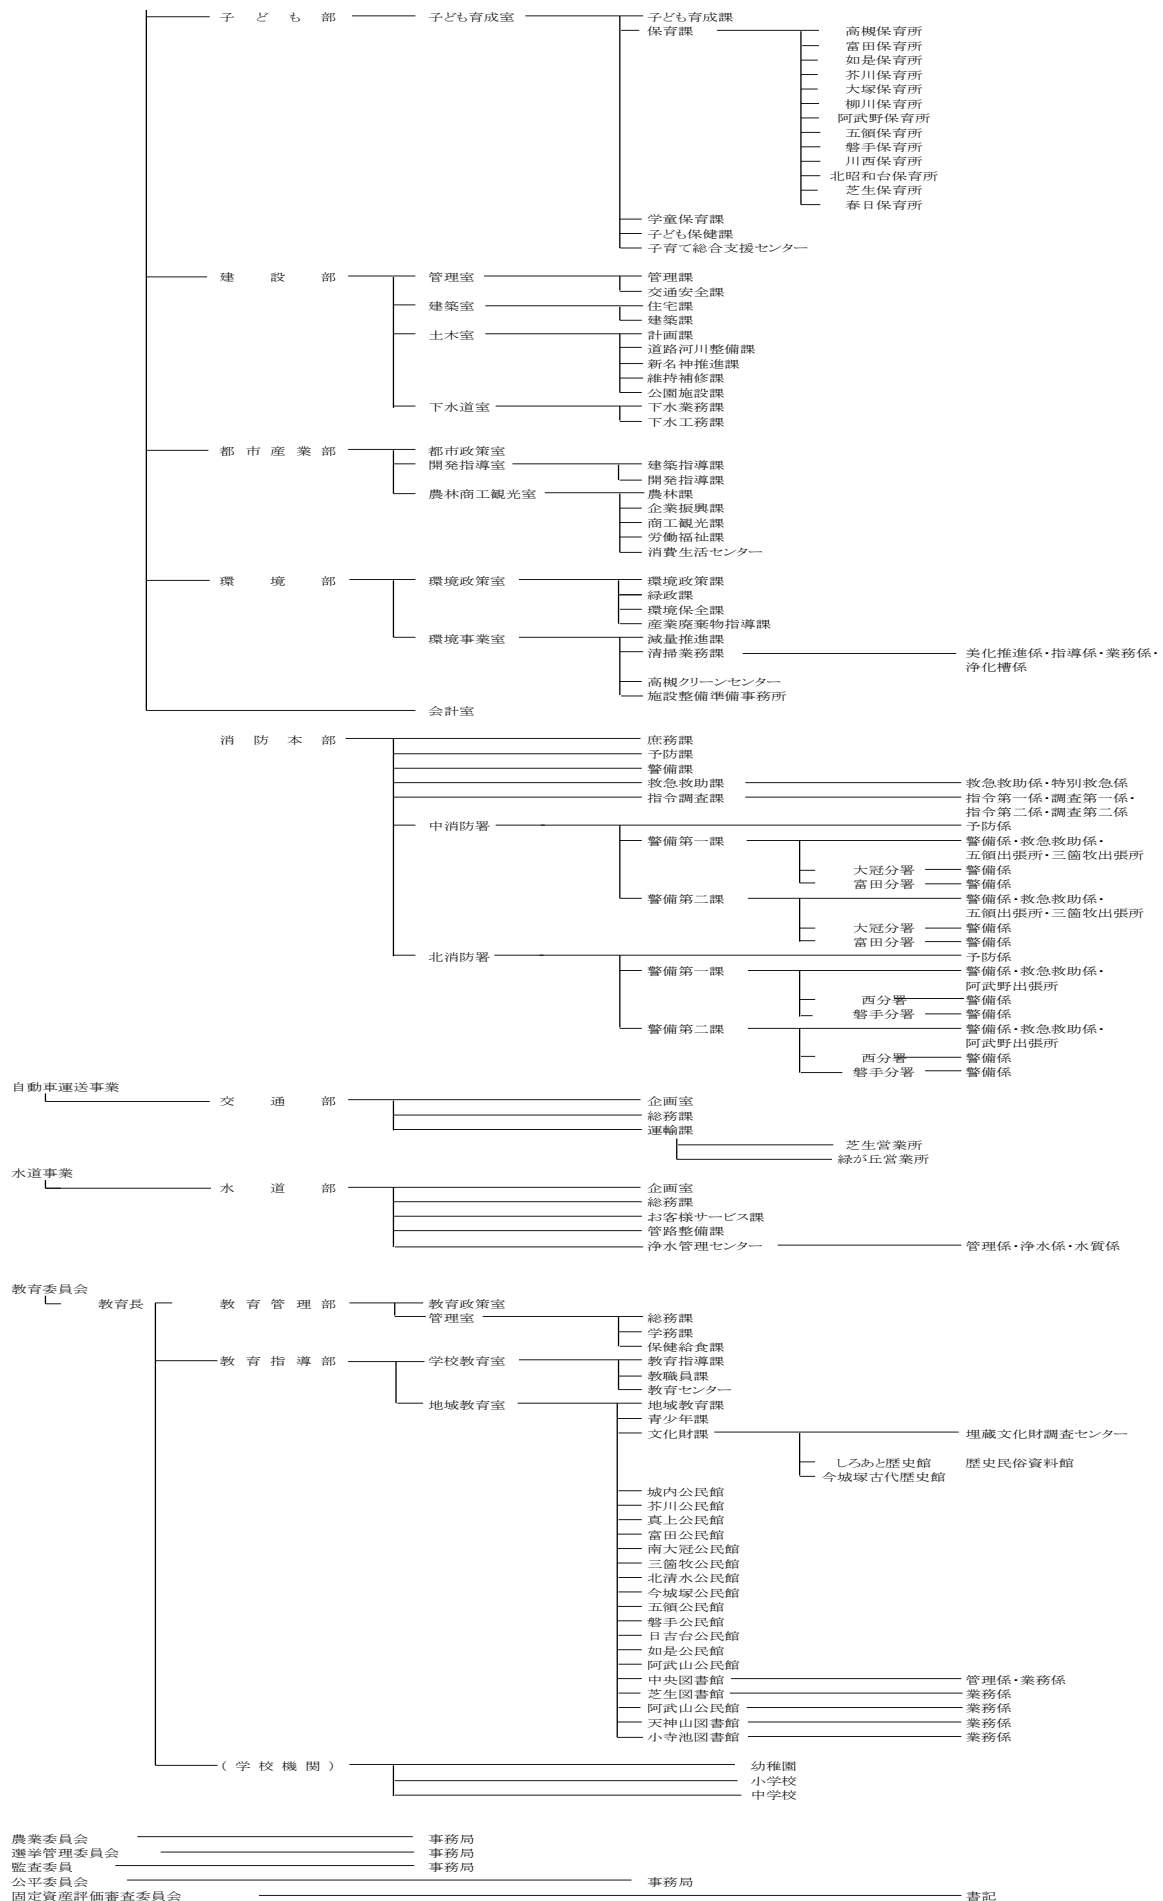 子ども部 子ども育成室 子ども育成課
保育課 高槻保育所
富田保育所
如是保育所
芥川保育所
大塚保育所
柳川保育所
阿武野保育所
五領保育所
磐手保育所
川西保育所
北昭和台保育所
芝生保育所
春日保育所
学童保育課
子ども保健課
子育て総合支援センター
建設部 管理室 管理課
交通安全課
建築室 住宅課
建築課
土木室 計画課
道路河川整備課
新名神推進課
維持補修課
公園施設課
下水道室 下水業務課
下水工務課
都市産業部 都市政策室
開発指導室 建築指導課
開発指導課
農林商工観光室 農林課
企業振興課
商工観光課
労働福祉課
消費生活センター
環境部 環境政策室 環境政策課
緑政課
環境保全課
産業廃棄物指導課
環境事業室 減量推進課
清掃業務課 美化推進係・指導係・業務係・
浄化槽係
高槻クリーンセンター
施設整備準備事務所
会計室
消防本部 庶務課
予防課
警備課
救急救助課 救急救助係・特別救急係
指令調査課 指令第一係・調査第一係・
指令第二係・調査第二係
中消防署 予防係
警備第一課 警備係・救急救助係・
五領出張所・三箇牧出張所
大冠分署 警備係
富田分署 警備係
警備第二課 警備係・救急救助係・
五領出張所・三箇牧出張所
大冠分署 警備係
富田分署 警備係
北消防署 予防係
警備第一課 警備係・救急救助係・
阿武野出張所
西分署 警備係
磐手分署 警備係
警備第二課 警備係・救急救助係・
阿武野出張所
西分署 警備係
磐手分署 警備係
自動車運送事業
交通部 企画室
総務課
運輸課
芝生営業所
緑が丘営業所
水道事業
水道部 企画室
総務課
お客様サービス課
管路整備課
浄水管理センター 管理係・浄水係・水質係
教育委員会
教育長 教育管理部 教育政策室
管理室 総務課
学務課
保健給食課
教育指導部 学校教育室 教育指導課
教職員課
教育センター
地域教育室 地域教育課
青少年課
文化財課 埋蔵文化財調査センター
しろあと歴史館 歴史民俗資料館
今城塚古代歴史館
城内公民館
芥川公民館
真上公民館
富田公民館
南大冠公民館
三箇牧公民館
北清水公民館
今城塚公民館
五領公民館
磐手公民館
日吉台公民館
如是公民館
阿武山公民館
中央図書館 管理係・業務係
芝生図書館 業務係
阿武山公民館 業務係
天神山図書館 業務係
小寺池図書館 業務係
(学校機関) 幼稚園
小学校
中学校
農業委員会 事務局
選挙管理委員会 事務局
監査委員 事務局
公平委員会 事務局
固定資産評価審査委員会 書記